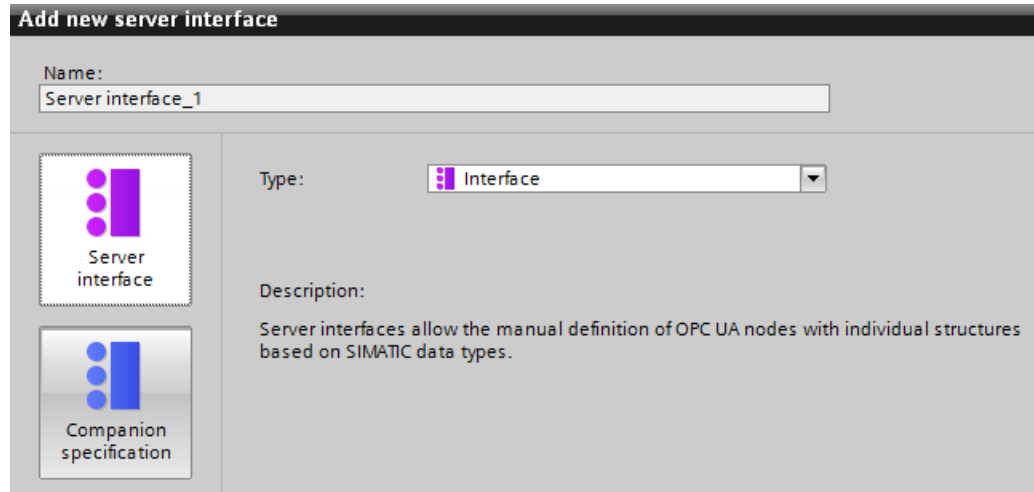 Add new server interface
Name:
Server interface_1
Server
interface
Type:
Interface
Description:
Server interfaces allow the manual definition of OPC UA nodes with individual structures
based on SIMATIC data types.
Companion
specification